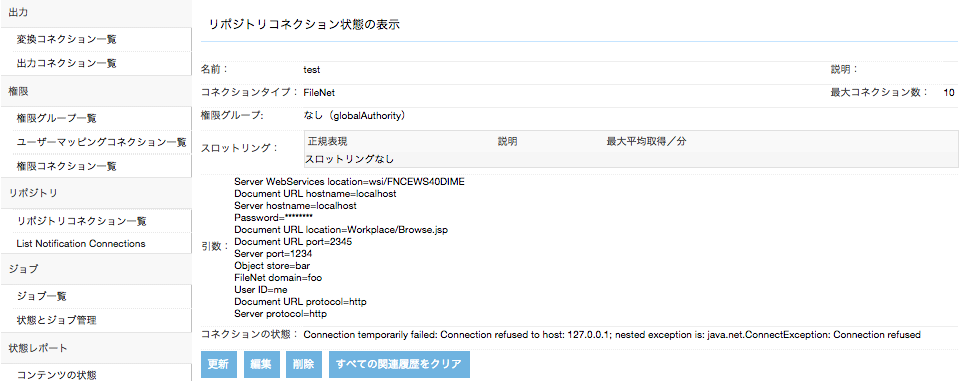 出力
変換コネクション一覧
出力コネクション一覧
権限
権限グループ一覧
ユーザーマッピングコネクション一覧
権限コネクション一覧
リポジトリ
リポジトリコネクション一覧
List Notification Connections
ジョブ
ジョブ一覧
状態とジョブ管理
状態レポート
コンテンツの状態
リポジトリコネクション状態の表示
名前： test 説明：
コネクションタイプ： FileNet 最大コネクション数： 10
権限グループ: なし（globalAuthority）
スロットリング：
正規表現 説明 最大平均取得／分
スロットリングなし
引数：
Server WebServices location=wsi/FNCEWS40DIME
Document URL hostname=localhost
Server hostname=localhost
Password=********
Document URL location=Workplace/Browse.jsp
Document URL port=2345
Server port=1234
Object store=bar
FileNet domain=foo
User ID=me
Document URL protocol=http
Server protocol=http
コネクションの状態： Connection temporarily failed: Connection refused to host: 127.0.0.1; nested exception is: java.net.ConnectException: Connection refused
更新 編集 削除 すべての関連履歴をクリア